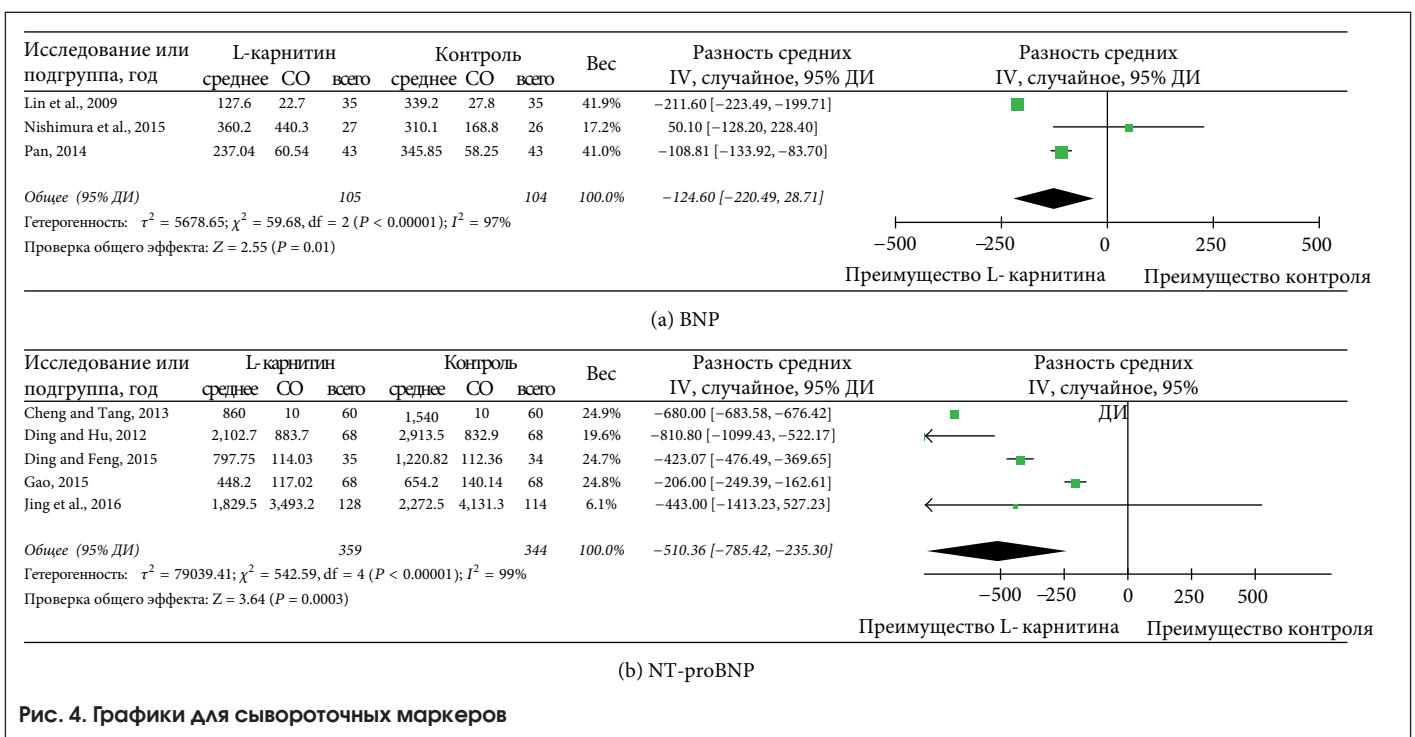 Исследование или подгруппа, год L-карнитин Контроль Вес Разность средних IV, случайное, 95% ДИ Разность средних IV, случайное, 95% ДИ
среднее СО всего среднее СО всего
Lin et al., 2009 127.6 22.7 35 339.2 27.8 35 41.9% −211.60 [−223.49, −199.71]
Nishimura et al., 2015 360.2 440.3 27 310.1 168.8 26 17.2% 50.10 [−128.20, 228.40]
Pan, 2014 237.04 60.54 43 345.85 58.25 43 41.0% −108.81 [−133.92, −83.70]
Общее (95% ДИ) 105 104 100.0% −124.60 [−220.49, 28.71]
Гетерогенность: τ² = 5678.65; χ² = 59.68, df = 2 (P < 0.00001); I² = 97%
Проверка общего эффекта: Z = 2.55 (P = 0.01)
−500 −250 0 250 500
Преимущество L- карнитина Преимущество контроля
(a) BNP
Исследование или подгруппа, год L- карнитин Контроль Вес Разность средних IV, случайное, 95% ДИ Разность средних IV, случайное, 95% ДИ
среднее СО всего среднее СО всего
Cheng and Tang, 2013 860 10 60 1,540 10 60 24.9% −680.00 [−683.58, −676.42]
Ding and Hu, 2012 2,102.7 883.7 68 2,913.5 832.9 68 19.6% −810.80 [−1099.43, −522.17]
Ding and Feng, 2015 797.75 114.03 35 1,220.82 112.36 34 24.7% −423.07 [−476.49, −369.65]
Gao, 2015 448.2 117.02 68 654.2 140.14 68 24.8% −206.00 [−249.39, −162.61]
Jing et al., 2016 1,829.5 3,493.2 128 2,272.5 4,131.3 114 6.1% −443.00 [−1413.23, 527.23]
Общее (95% ДИ) 359 344 100.0% −510.36 [−785.42, −235.30]
Гетерогенность: τ² = 79039.41; χ² = 542.59, df = 4 (P < 0.00001); I² = 99%
Проверка общего эффекта: Z = 3.64 (P = 0.0003)
−500 −250 0 250 500
Преимущество L- карнитина Преимущество контроля
(b) NT-proBNP
Рис. 4. Графики для сывороточных маркеров